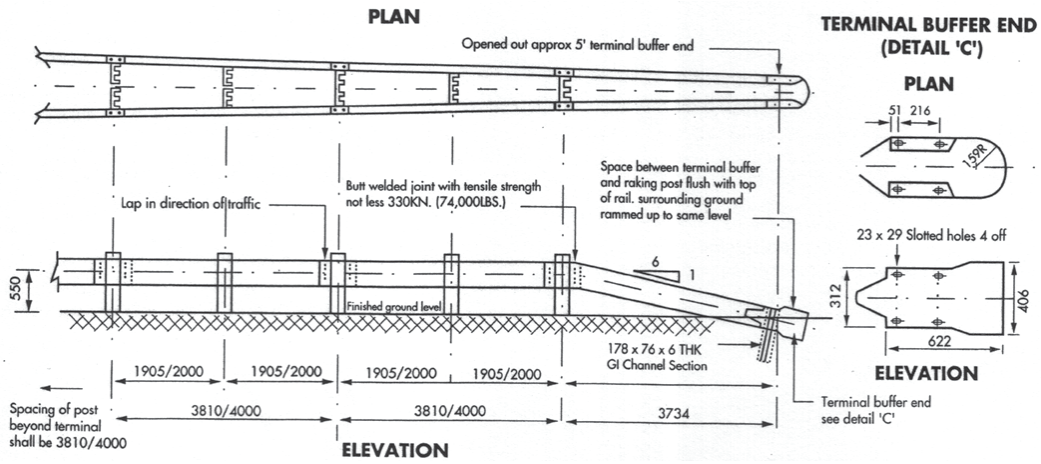 PLAN
Opened out approx 5' terminal buffer end
TERMINAL BUFFER END
(DETAIL 'C')
PLAN
51 216
159R
Butt welded joint with tensile strength
not less 330KN. (74,000LBS.)
Lap in direction of traffic
Space between terminal buffer
and raking post flush with top
of rail. surrounding ground
rammed up to same level
6
1
550
Finished ground level
178 x 76 x 6 THK
GI Channel Section
1905/2000
1905/2000
1905/2000
1905/2000
3810/4000
3810/4000
3734
Spacing of post
beyond terminal
shall be 3810/4000
ELEVATION
23 x 29 Slotted holes 4 off
312
406
622
ELEVATION
Terminal buffer end
see detail 'C'